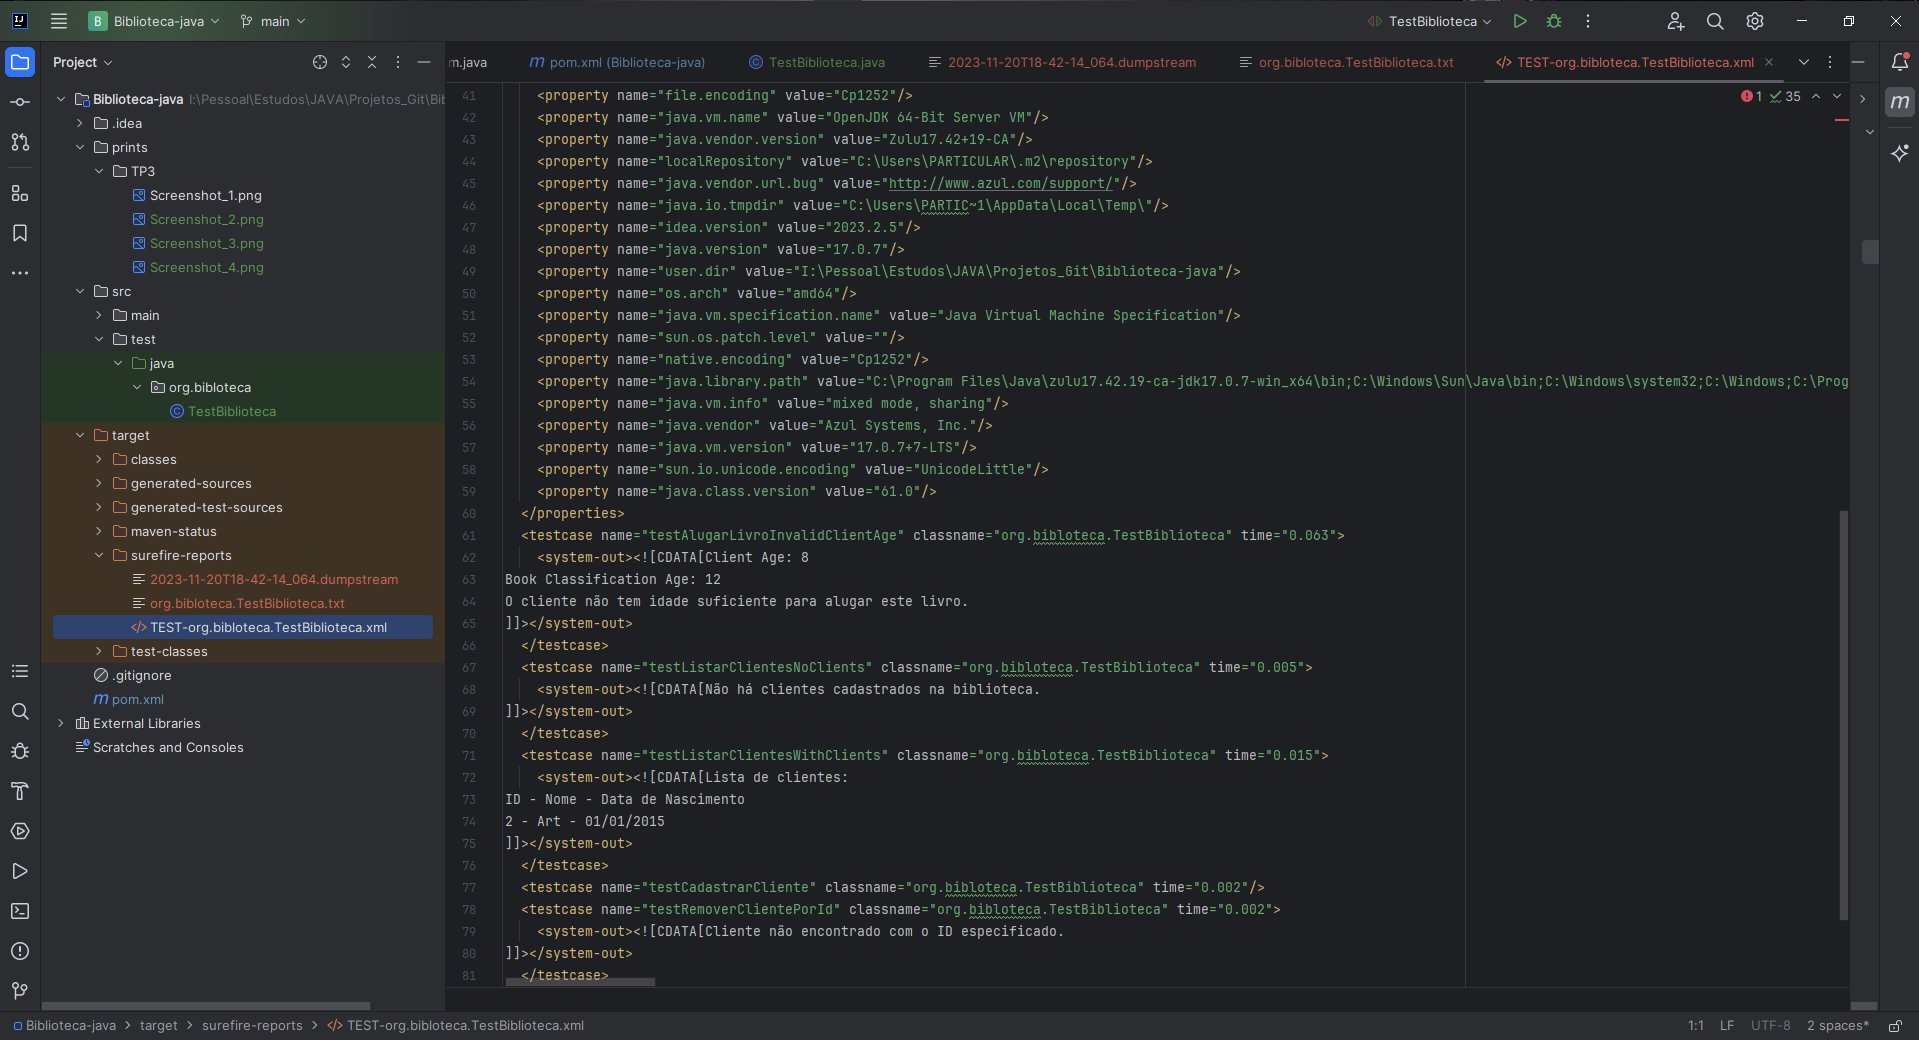 B Biblioteca-java main TestBiblioteca
Project
m.java pom.xml (Biblioteca-java) TestBiblioteca.java 2023-11-20T18-42-14_064.dumpstream org.bibloteca.TestBiblioteca.txt TEST-org.bibloteca.TestBiblioteca.xml
Biblioteca-java I:\Pessoal\Estudos\JAVA\Projetos_Git\Bib
.idea
prints
TP3
Screenshot_1.png
Screenshot_2.png
Screenshot_3.png
Screenshot_4.png
src
main
test
java
org.bibloteca
TestBiblioteca
target
classes
generated-sources
generated-test-sources
maven-status
surefire-reports
2023-11-20T18-42-14_064.dumpstream
org.bibloteca.TestBiblioteca.txt
TEST-org.bibloteca.TestBiblioteca.xml
test-classes
.gitignore
pom.xml
External Libraries
Scratches and Consoles
1 35
41 <property name="file.encoding" value="Cp1252"/>
42 <property name="java.vm.name" value="OpenJDK 64-Bit Server VM"/>
43 <property name="java.vendor.version" value="Zulu17.42+19-CA"/>
44 <property name="localRepository" value="C:\Users\PARTICULAR\.m2\repository"/>
45 <property name="java.vendor.url.bug" value="http://www.azul.com/support/"/>
46 <property name="java.io.tmpdir" value="C:\Users\PARTIC~1\AppData\Local\Temp\"/>
47 <property name="idea.version" value="2023.2.5"/>
48 <property name="java.version" value="17.0.7"/>
49 <property name="user.dir" value="I:\Pessoal\Estudos\JAVA\Projetos_Git\Biblioteca-java"/>
50 <property name="os.arch" value="amd64"/>
51 <property name="java.vm.specification.name" value="Java Virtual Machine Specification"/>
52 <property name="sun.os.patch.level" value=""/>
53 <property name="native.encoding" value="Cp1252"/>
54 <property name="java.library.path" value="C:\Program Files\Java\zulu17.42.19-ca-jdk17.0.7-win_x64\bin;C:\Windows\Sun\Java\bin;C:\Windows\system32;C:\Windows;C:\Prog
55 <property name="java.vm.info" value="mixed mode, sharing"/>
56 <property name="java.vendor" value="Azul Systems, Inc."/>
57 <property name="java.vm.version" value="17.0.7+7-LTS"/>
58 <property name="sun.io.unicode.encoding" value="UnicodeLittle"/>
59 <property name="java.class.version" value="61.0"/>
60 </properties>
61 <testcase name="testAlugarLivroInvalidClientAge" classname="org.bibloteca.TestBiblioteca" time="0.063">
62 <system-out><![CDATA[Client Age: 8
63 Book Classification Age: 12
64 O cliente não tem idade suficiente para alugar este livro.
65 ]]></system-out>
66 </testcase>
67 <testcase name="testListarClientesNoClients" classname="org.bibloteca.TestBiblioteca" time="0.005">
68 <system-out><![CDATA[Não há clientes cadastrados na biblioteca.
69 ]]></system-out>
70 </testcase>
71 <testcase name="testListarClientesWithClients" classname="org.bibloteca.TestBiblioteca" time="0.015">
72 <system-out><![CDATA[Lista de clientes:
73 ID - Nome - Data de Nascimento
74 2 - Art - 01/01/2015
75 ]]></system-out>
76 </testcase>
77 <testcase name="testCadastrarCliente" classname="org.bibloteca.TestBiblioteca" time="0.002"/>
78 <testcase name="testRemoverClientePorId" classname="org.bibloteca.TestBiblioteca" time="0.002">
79 <system-out><![CDATA[Cliente não encontrado com o ID especificado.
80 ]]></system-out>
81 </testcase>
Biblioteca-java > target > surefire-reports > TEST-org.bibloteca.TestBiblioteca.xml 1:1 LF UTF-8 2 spaces*